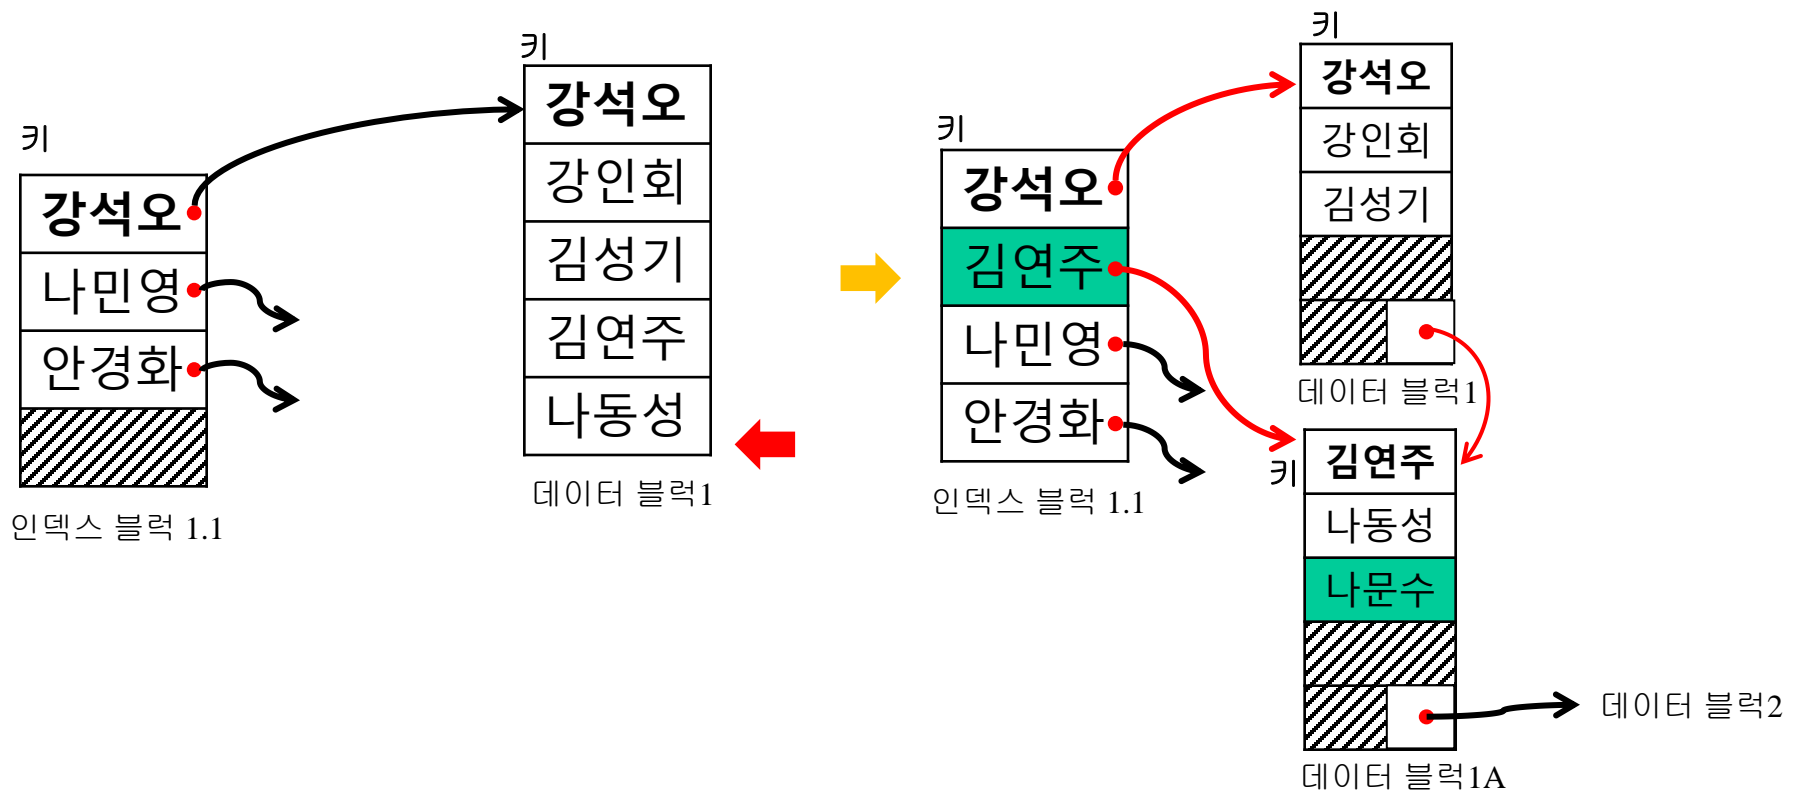 키
강석오
나민영
안경화
인덱스 블럭 1.1
키
강석오
강인회
김성기
김연주
나동성
데이터 블럭1
키
강석오
김연주
나민영
안경화
인덱스 블럭 1.1
키
강석오
강인회
김성기
데이터 블럭1
키
김연주
나동성
나문수
데이터 블럭1A
데이터 블럭2